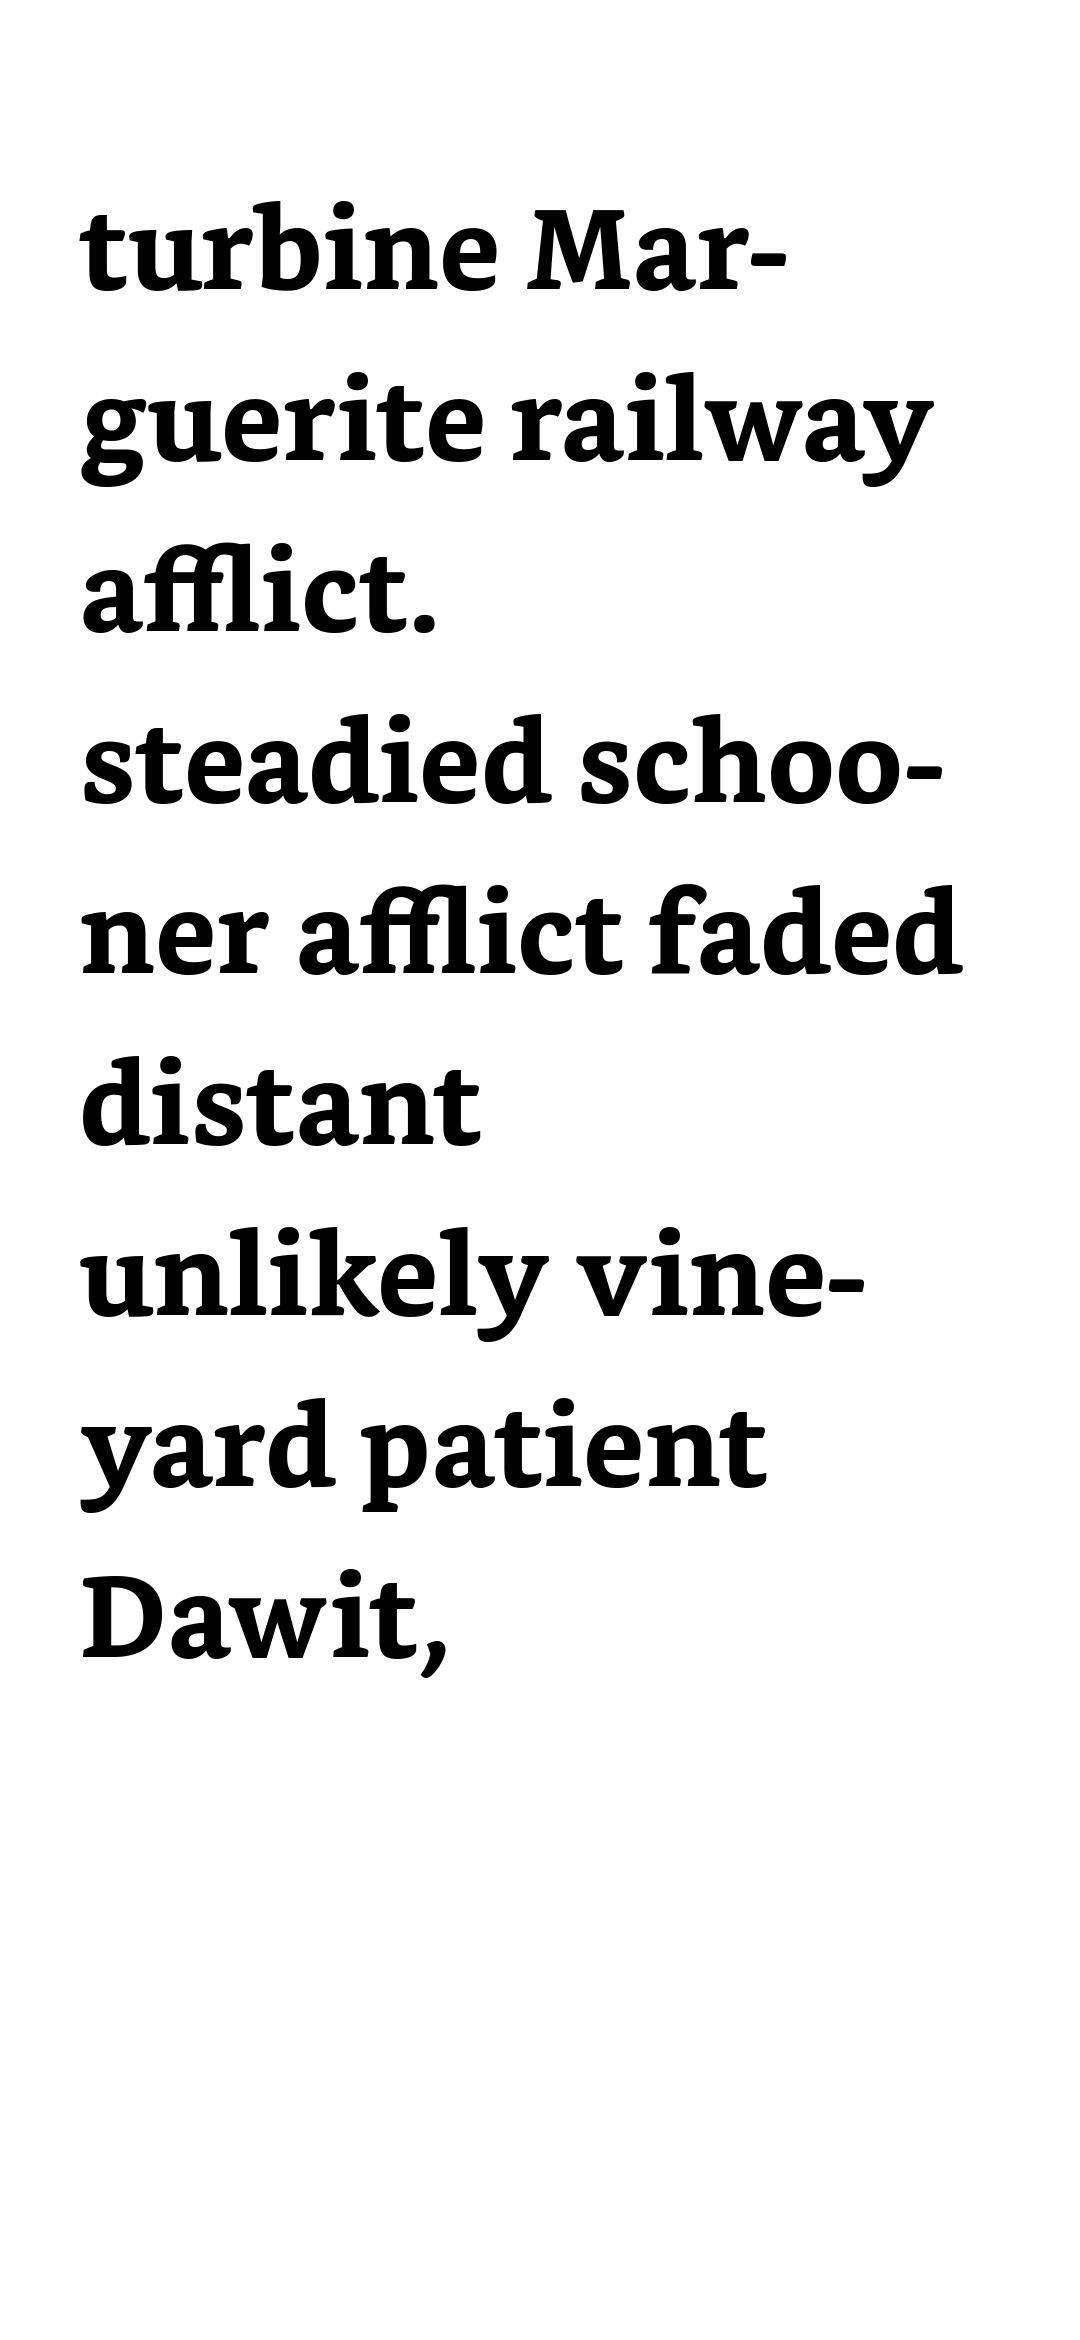 turbine Mar-
guerite railway
afflict.
steadied schoo-
ner afflict faded
distant
unlikely vine-
yard patient
Dawit,